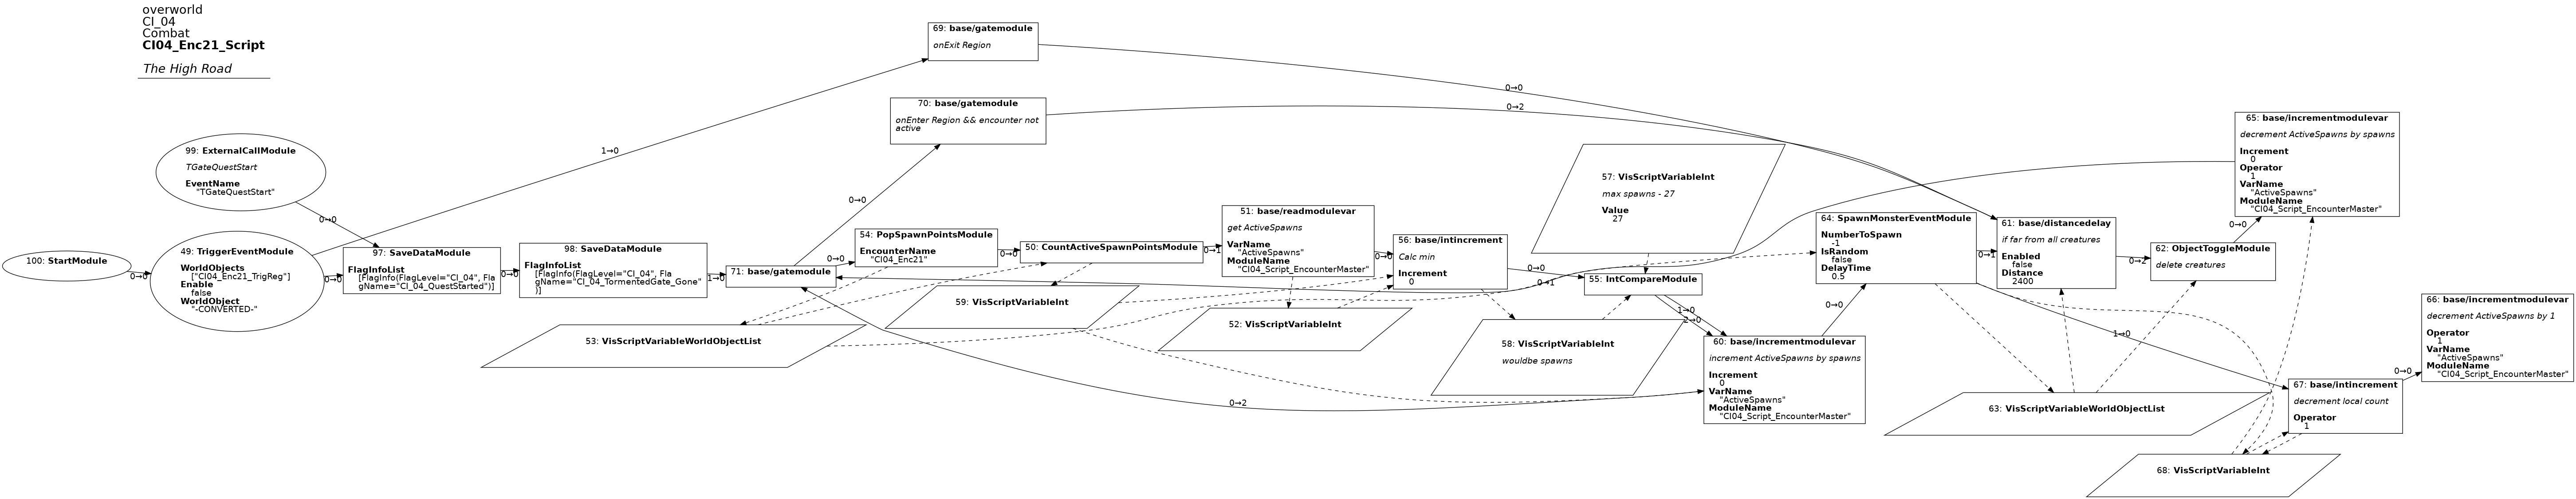 overworld
CI_04
Combat
CI04_Enc21_Script
The High Road
69: base/gatemodule
onExit Region
70: base/gatemodule
onEnter Region && encounter not
active
99: ExternalCallModule
TGateQuestStart
EventName
"TGateQuestStart"
100: StartModule
49: TriggerEventModule
WorldObjects
["CI04_Enc21_TrigReg"]
Enable
false
WorldObject
"-CONVERTED-"
97: SaveDataModule
FlagInfoList
[FlagInfo(FlagLevel="CI_04", Fla
gName="CI_04_QuestStarted")]
98: SaveDataModule
FlagInfoList
[FlagInfo(FlagLevel="CI_04", Fla
gName="CI_04_TormentedGate_Gone"
)]
71: base/gatemodule
54: PopSpawnPointsModule
EncounterName
"CI04_Enc21"
50: CountActiveSpawnPointsModule
51: base/readmodulevar
get ActiveSpawns
VarName
"ActiveSpawns"
ModuleName
"CI04_Script_EncounterMaster"
56: base/intincrement
Calc min
Increment
0
57: VisScriptVariableInt
max spawns - 27
Value
27
55: IntCompareModule
59: VisScriptVariableInt
52: VisScriptVariableInt
53: VisScriptVariableWorldObjectList
58: VisScriptVariableInt
wouldbe spawns
60: base/incrementmodulevar
increment ActiveSpawns by spawns
Increment
0
VarName
"ActiveSpawns"
ModuleName
"CI04_Script_EncounterMaster"
64: SpawnMonsterEventModule
NumberToSpawn
-1
IsRandom
false
DelayTime
0.5
61: base/distancedelay
if far from all creatures
Enabled
false
Distance
2400
62: ObjectToggleModule
delete creatures
65: base/incrementmodulevar
decrement ActiveSpawns by spawns
Increment
0
Operator
1
VarName
"ActiveSpawns"
ModuleName
"CI04_Script_EncounterMaster"
66: base/incrementmodulevar
decrement ActiveSpawns by 1
Operator
1
VarName
"ActiveSpawns"
ModuleName
"CI04_Script_EncounterMaster"
67: base/intincrement
decrement local count
Operator
1
63: VisScriptVariableWorldObjectList
68: VisScriptVariableInt
0→0
0→0
0→0
1→0
0→0
1→0
0→0
0→0
0→0
0→1
0→0
0→0
0→1
0→0
0→2
1→0
2→0
0→0
0→2
0→1
0→2
0→0
1→0
0→0